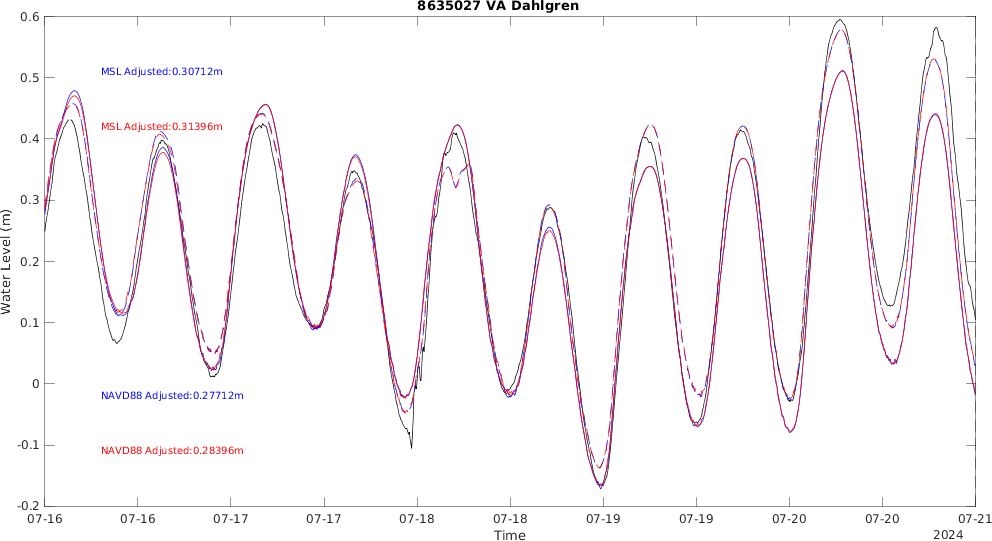 8635027 VA Dahlgren
0.6
0.5
0.4
0.3
0.2
0.1
0
-0.1
-0.2
Water Level (m)
MSL Adjusted:0.30712m
MSL Adjusted:0.31396m
NAVD88 Adjusted:0.27712m
NAVD88 Adjusted:0.28396m
07-16 07-16 07-17 07-17 07-18 07-18 07-19 07-19 07-20 07-20 07-21
Time
2024